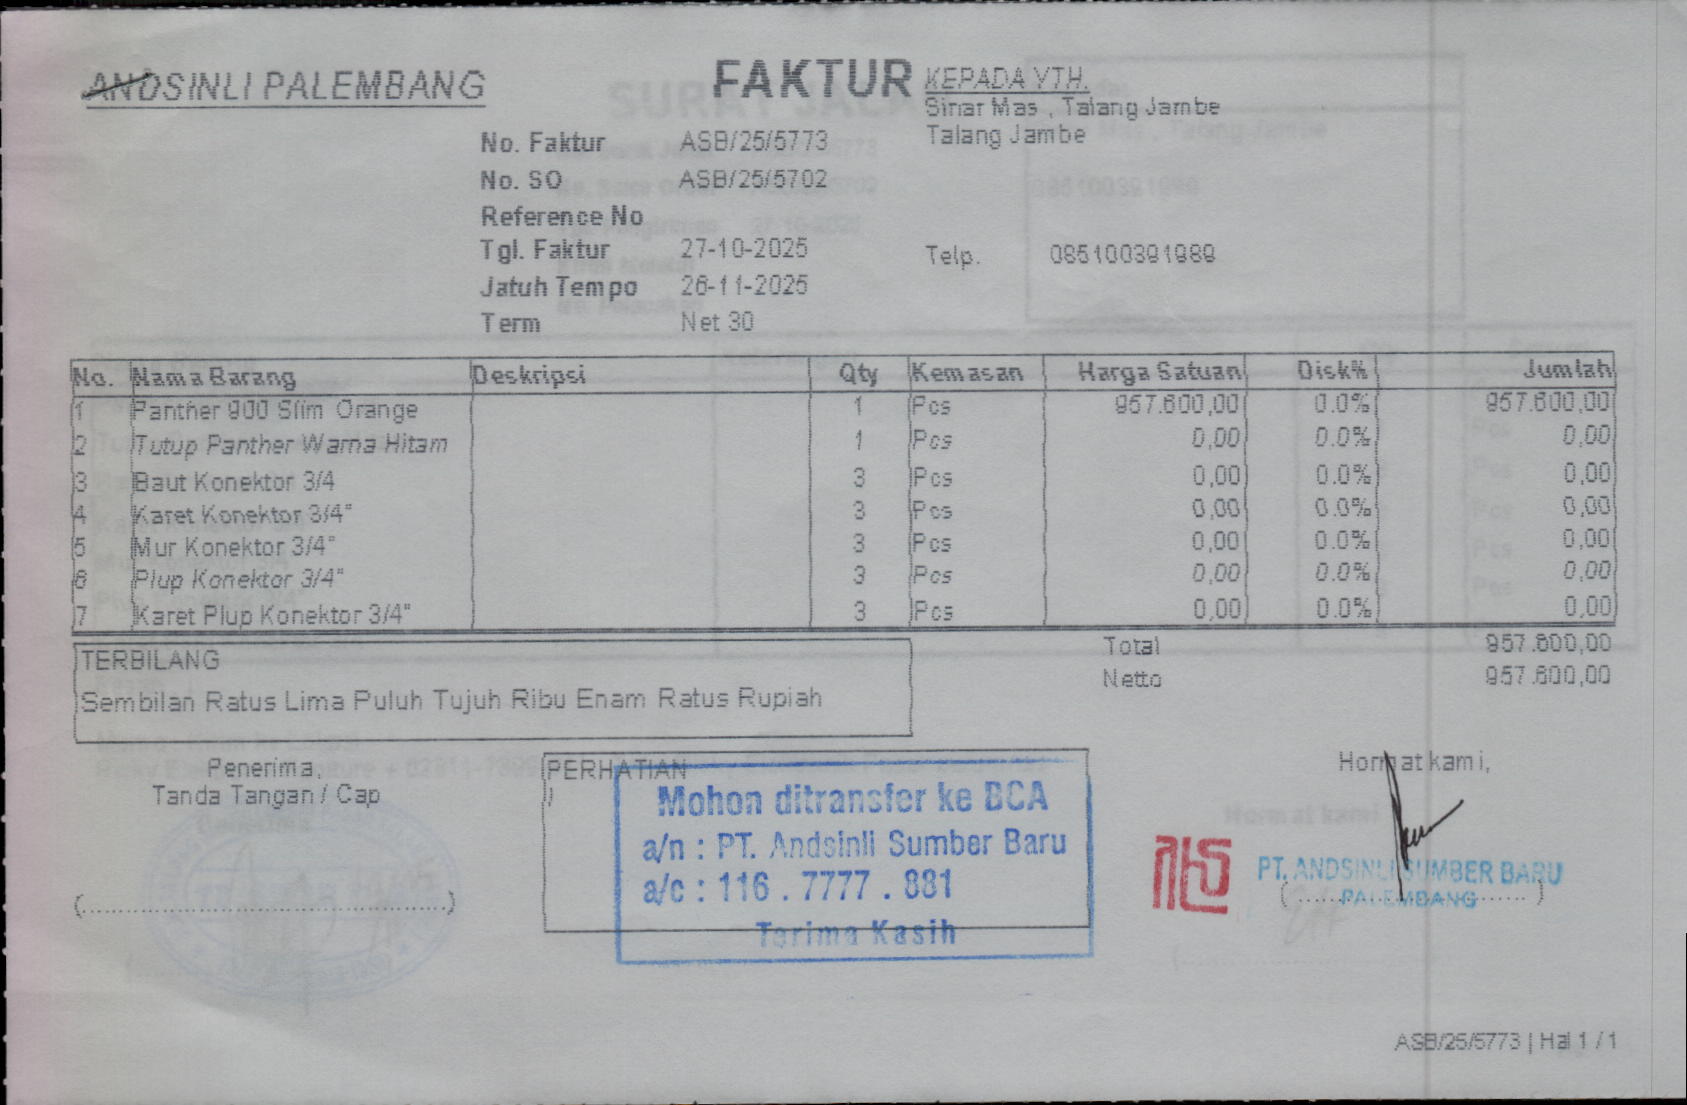 ANDSINLI PALEMBANG
FAKTUR
KEPADA YTH.
Sinar Mas , Talang Jambe
Talang Jambe
No. Faktur ASB/25/5773
No. SO ASB/25/5702
Reference No
Tgl. Faktur 27-10-2025
Telp. 085100391989
Jatuh Tempo 26-11-2025
Term Net 30
No. Nama Barang Deskripsi Qty Kemasan Harga Satuan Disk% Jumlah
1 Panther 900 Slim Orange 1 Pcs 957.600,00 0.0% 957.600,00
2 Tutup Panther Warna Hitam 1 Pcs 0,00 0.0% 0,00
3 Baut Konektor 3/4 3 Pcs 0,00 0.0% 0,00
4 Karet Konektor 3/4" 3 Pcs 0,00 0.0% 0,00
5 Mur Konektor 3/4" 3 Pcs 0,00 0.0% 0,00
6 Plup Konektor 3/4" 3 Pcs 0,00 0.0% 0,00
7 Karet Plup Konektor 3/4" 3 Pcs 0,00 0.0% 0,00
Total 957.600,00
Netto 957.600,00
TERBILANG
Sembilan Ratus Lima Puluh Tujuh Ribu Enam Ratus Rupiah
Penerima,
Tanda Tangan / Cap
(..............................................)
PERHATIAN
Mohon ditransfer ke BCA
a/n : PT. Andsinli Sumber Baru
a/c : 116 . 7777 . 881
Terima Kasih
Hormat kami,
PT. ANDSINLI SUMBER BARU
PALEMBANG
ASB/25/5773 | Hal 1 / 1